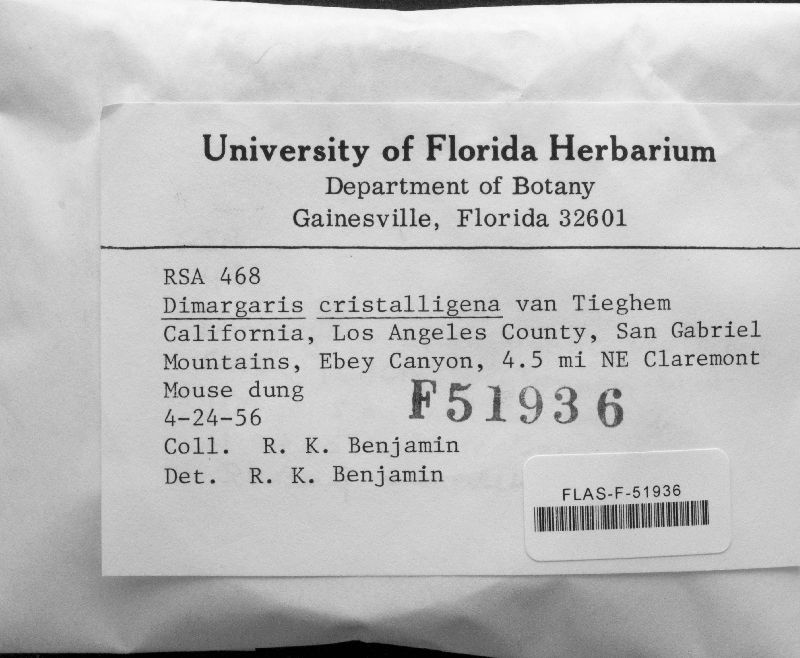 University of Florida Herbarium
Department of Botany
Gainesville, Florida 32601
RSA 468
Dimargaris cristalligena van Tieghem
California, Los Angeles County, San Gabriel
Mountains, Ebey Canyon, 4.5 mi NE Claremont
Mouse dung
4-24-56
F51936
Coll. R. K. Benjamin
Det. R. K. Benjamin
FLAS-F-51936